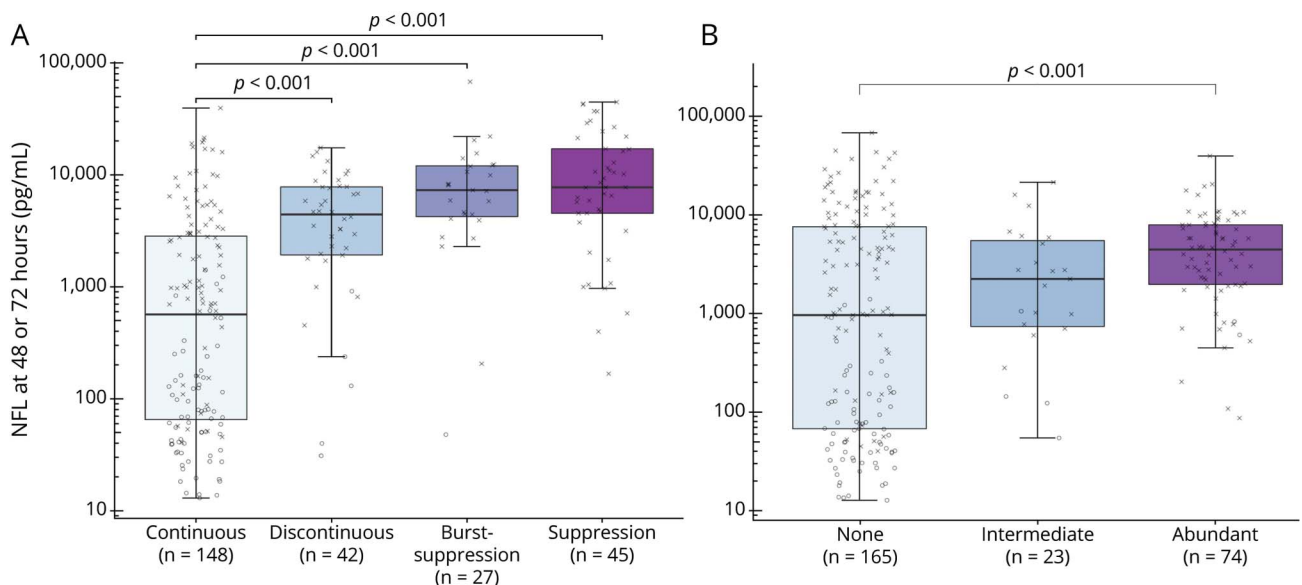 A
p < 0.001
p < 0.001
p < 0.001
NFL at 48 or 72 hours (pg/mL)
100,000
10,000
1,000
100
10
Continuous
(n = 148)
Discontinuous
(n = 42)
Burst-
suppression
(n = 27)
Suppression
(n = 45)
B
p < 0.001
100,000
10,000
1,000
100
10
None
(n = 165)
Intermediate
(n = 23)
Abundant
(n = 74)